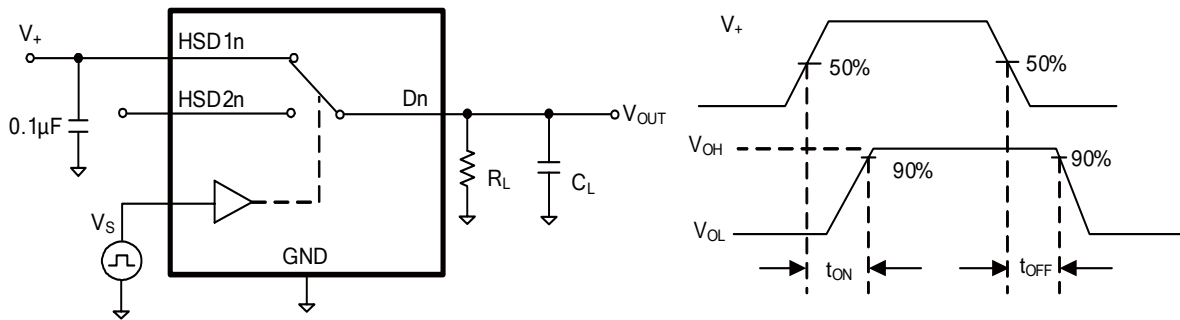 V+
HSD1n
HSD2n
Dn
0.1µF
VOUT
RL
CL
VS
GND
V+
50%
50%
VOH
90%
90%
VOL
tON
tOFF